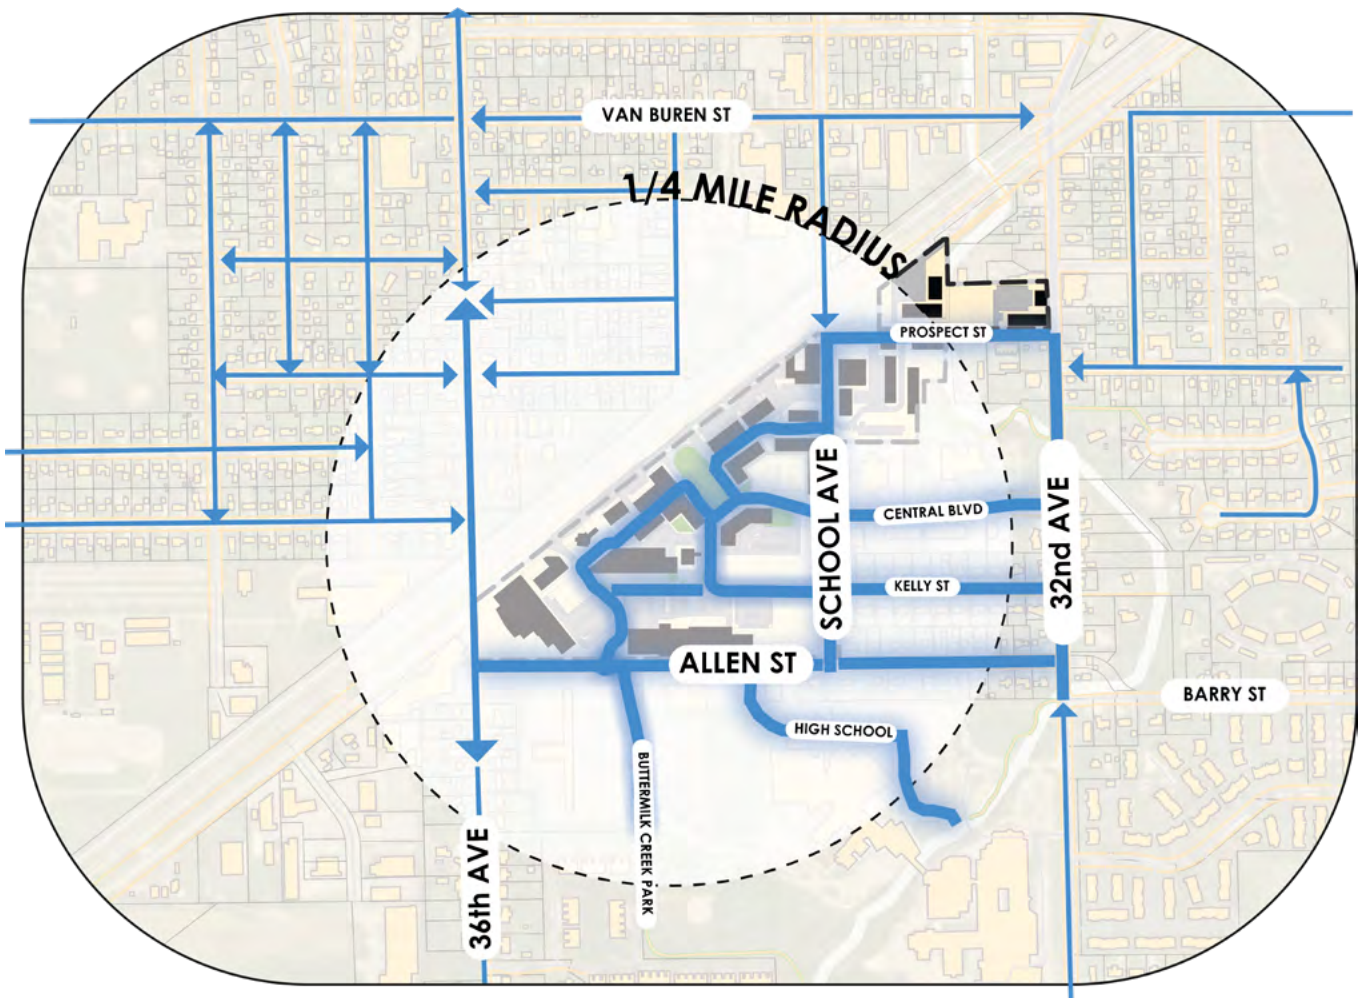 VAN BUREN ST
1/4 MILE RADIUS
PROSPECT ST
SCHOOL AVE
CENTRAL BLVD
32nd AVE
KELLY ST
ALLEN ST
BARRY ST
HIGH SCHOOL
BUTTERMILK CREEK PARK
36th AVE